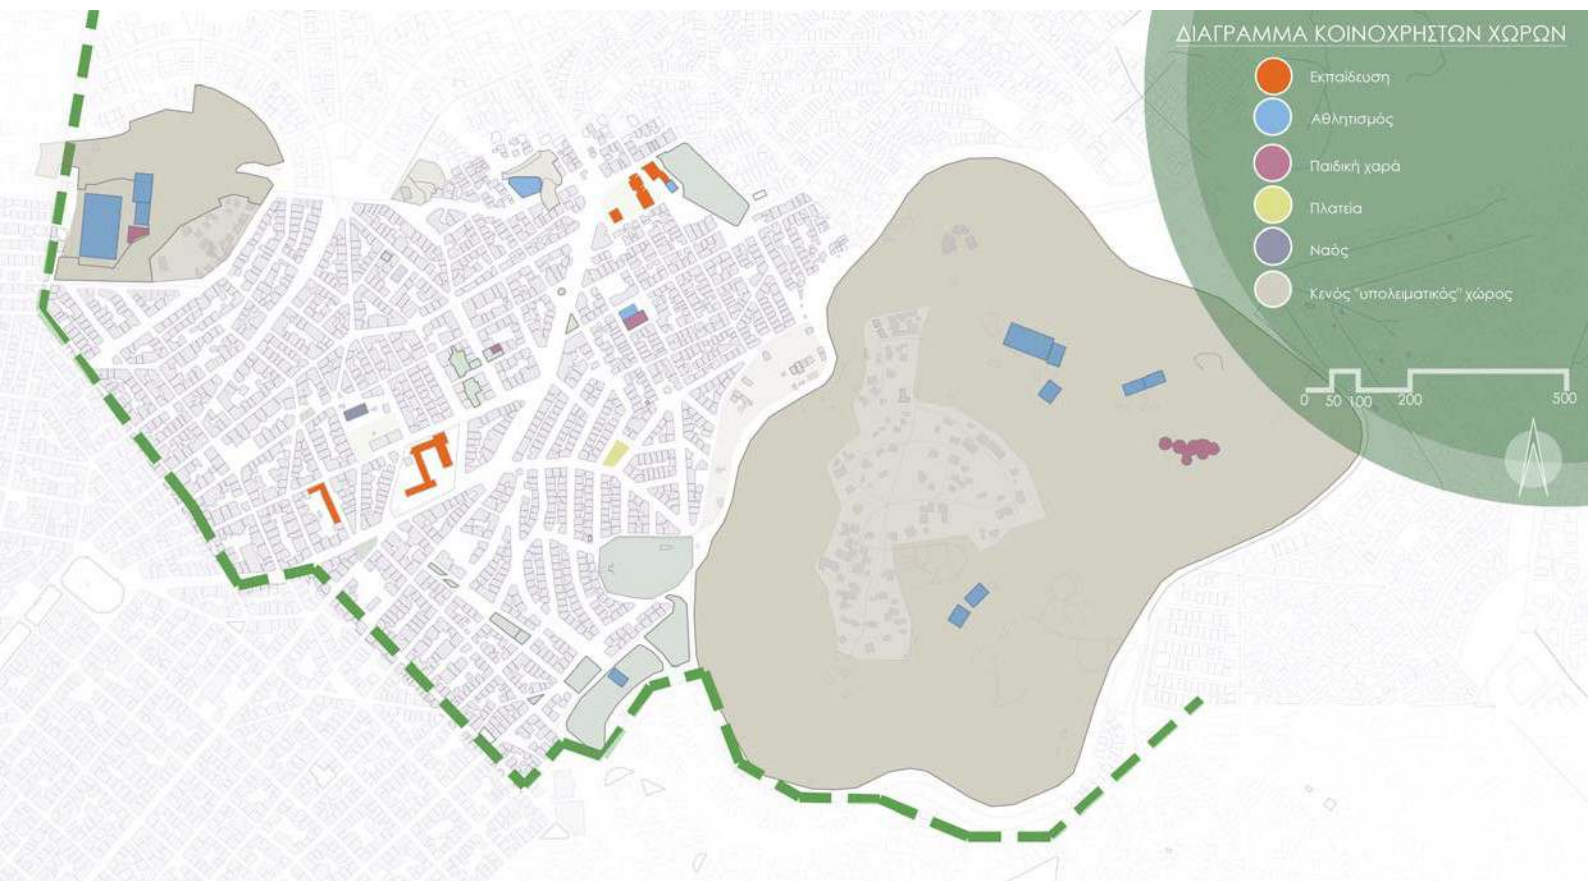 ΔΙΑΓΡΑΜΜΑ ΚΟΙΝΟΧΡΗΣΤΩΝ ΧΩΡΩΝ
Εκπαίδευση
Αθλητισμός
Παιδική χαρά
Πλατεία
Ναός
Κενός "υπολειματικός" χώρος
0 50 100 200 500